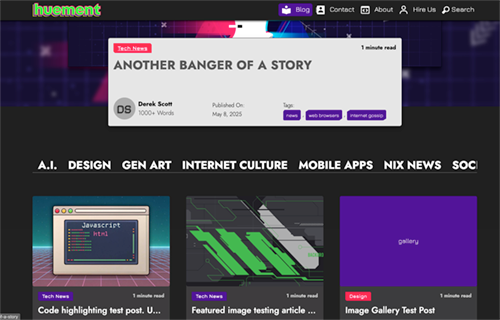 huement
Blog Contact About Hire Us Search
Tech News 1 minute read
ANOTHER BANGER OF A STORY
DS
Derek Scott
1000+ Words
Published On:
May 8, 2025
Tags:
news web browsers internet gossip
A.I. DESIGN GEN ART INTERNET CULTURE MOBILE APPS NIX NEWS SOCI
Javascript
html
gallery
Tech News 1 minute read
Code highlighting test post. U...
Tech News 1 minute read
Featured image testing article ...
Design 1 minute read
Image Gallery Test Post
f-a-story